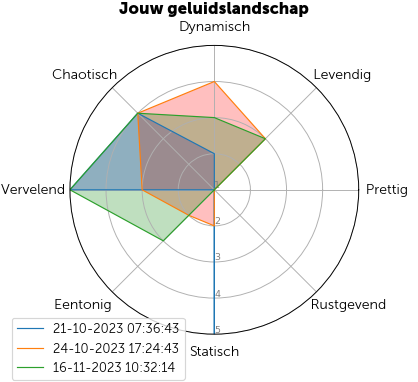 Jouw geluidslandschap
Dynamisch
Chaotisch
Levendig
Vervelend
Prettig
1
2
3
4
5
Eentonig
Rustgevend
Statisch
21-10-2023 07:36:43
24-10-2023 17:24:43
16-11-2023 10:32:14